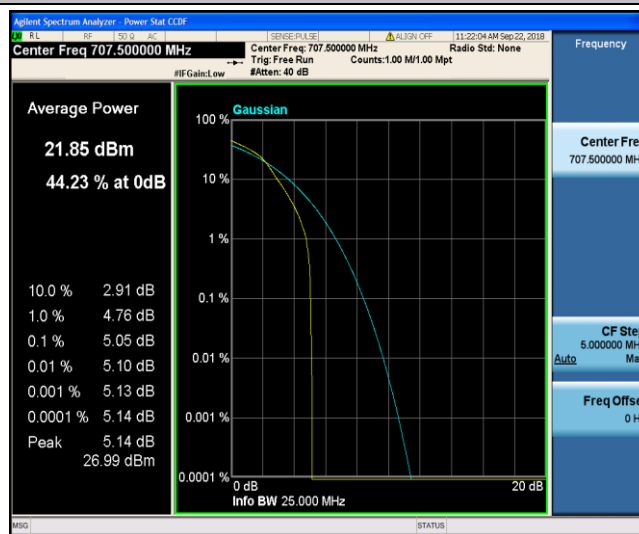 Agilent Spectrum Analyzer - Power Stat CCDF
RL RF 50 Ω AC SENSE:PULSE ALIGN OFF 11:22:04 AM Sep 22, 2018
Center Freq 707.500000 MHz
Center Freq: 707.500000 MHz Radio Std: None
Trig: Free Run Counts:1.00 M/1.00 Mpt
#IFGain:Low #Atten: 40 dB
Frequency
Average Power
21.85 dBm
44.23 % at 0dB
10.0 % 2.91 dB
1.0 % 4.76 dB
0.1 % 5.05 dB
0.01 % 5.10 dB
0.001 % 5.13 dB
0.0001 % 5.14 dB
Peak 5.14 dB
26.99 dBm
Gaussian
100 %
10 %
1 %
0.1 %
0.01 %
0.001 %
0.0001 %
0 dB 20 dB
Info BW 25.000 MHz
Center Fre
707.500000 MH
CF Ste
5.000000 MH
Auto Ma
Freq Offse
0 H
MSG STATUS